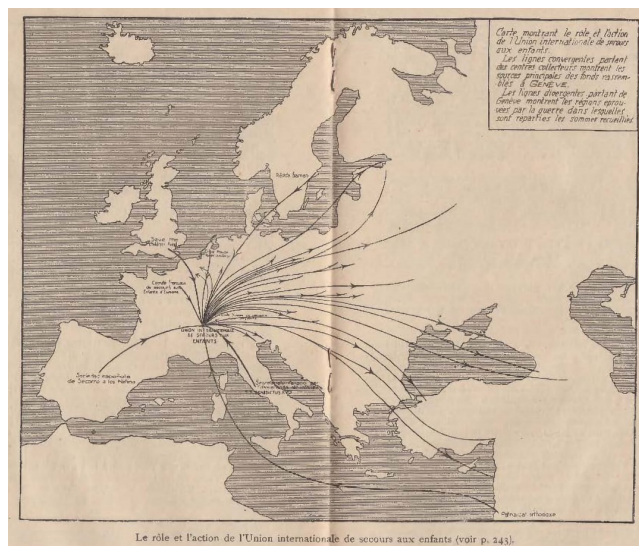 Carte montrant le rôle et l'action
de l'Union internationale de secours
aux enfants.
Les lignes convergentes partant
des centres collecteurs montrent les
sources principales des fonds rassem-
blés à GENÈVE.
Les lignes divergentes partant de
Genève montrent les régions éprou-
vées par la guerre dans lesquelles
sont réparties les sommes recueillies.
Rädda Barnen
Save the
Comité français
de secours aux
Enfants
UNION INTERNATIONALE
DE SECOURS AUX
ENFANTS
Sociedad española
de Socorro a los Niños
Le rôle et l'action de l'Union internationale de secours aux enfants (voir p. 243).